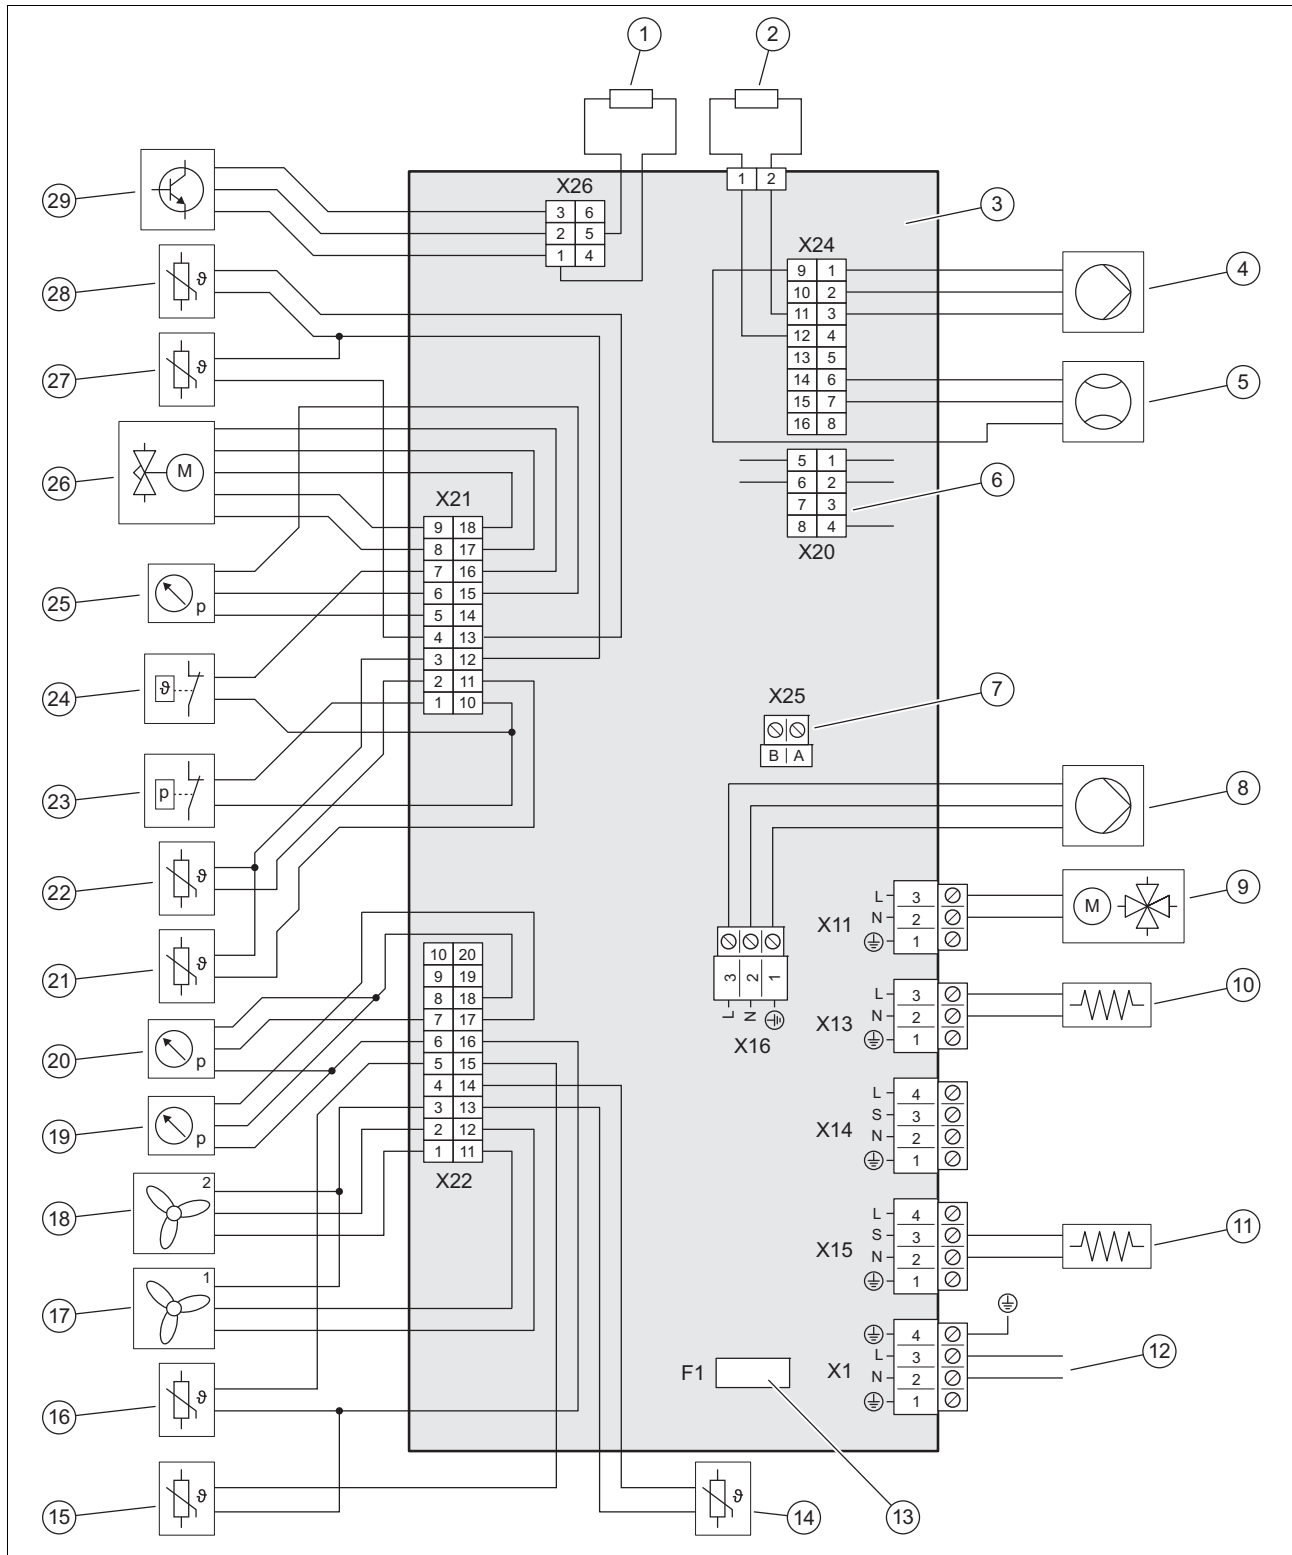 1
2
29
X26
3 6
2 5
1 4
1 2
3
28
ϑ
X24
9 1
10 2
11 3
12 4
13 5
14 6
15 7
16 8
4
27
ϑ
5
26
M
5 1
6 2
7 3
8 4
X20
6
X21
9 18
8 17
7 16
6 15
5 14
4 13
3 12
2 11
1 10
25
p
24
ϑ
X25
B A
7
23
p
8
22
ϑ
X11
L 3
N 2
1
M
9
21
ϑ
3 2 1
L N
X16
X13
L 3
N 2
1
10
10 20
9 19
8 18
7 17
6 16
5 15
4 14
3 13
2 12
1 11
X22
20
p
19
p
X14
L 4
S 3
N 2
1
18
2
X15
L 4
S 3
N 2
1
11
17
1
F1
X1
4
L 3
N 2
1
12
16
ϑ
15
ϑ
ϑ
14
13